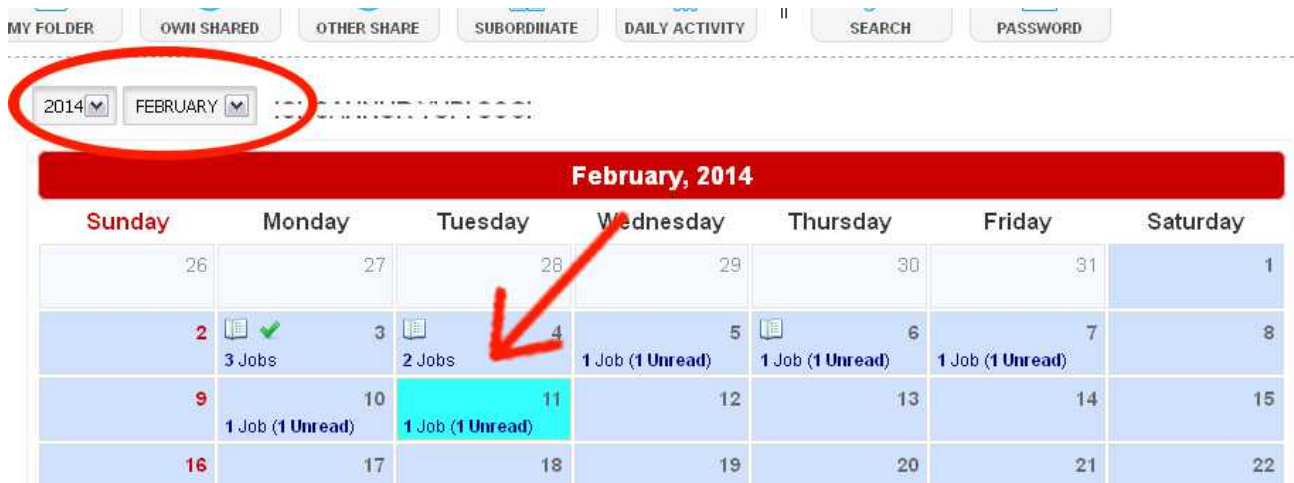 MY FOLDER OWN SHARED OTHER SHARE SUBORDINATE DAILY ACTIVITY II SEARCH PASSWORD
2014 FEBRUARY
February, 2014
Sunday Monday Tuesday Wednesday Thursday Friday Saturday
26 27 28 29 30 31 1
2 3 4 5 6 7 8
3 Jobs 2 Jobs 1 Job (1 Unread) 1 Job (1 Unread) 1 Job (1 Unread)
9 10 11 12 13 14 15
1 Job (1 Unread) 1 Job (1 Unread)
16 17 18 19 20 21 22